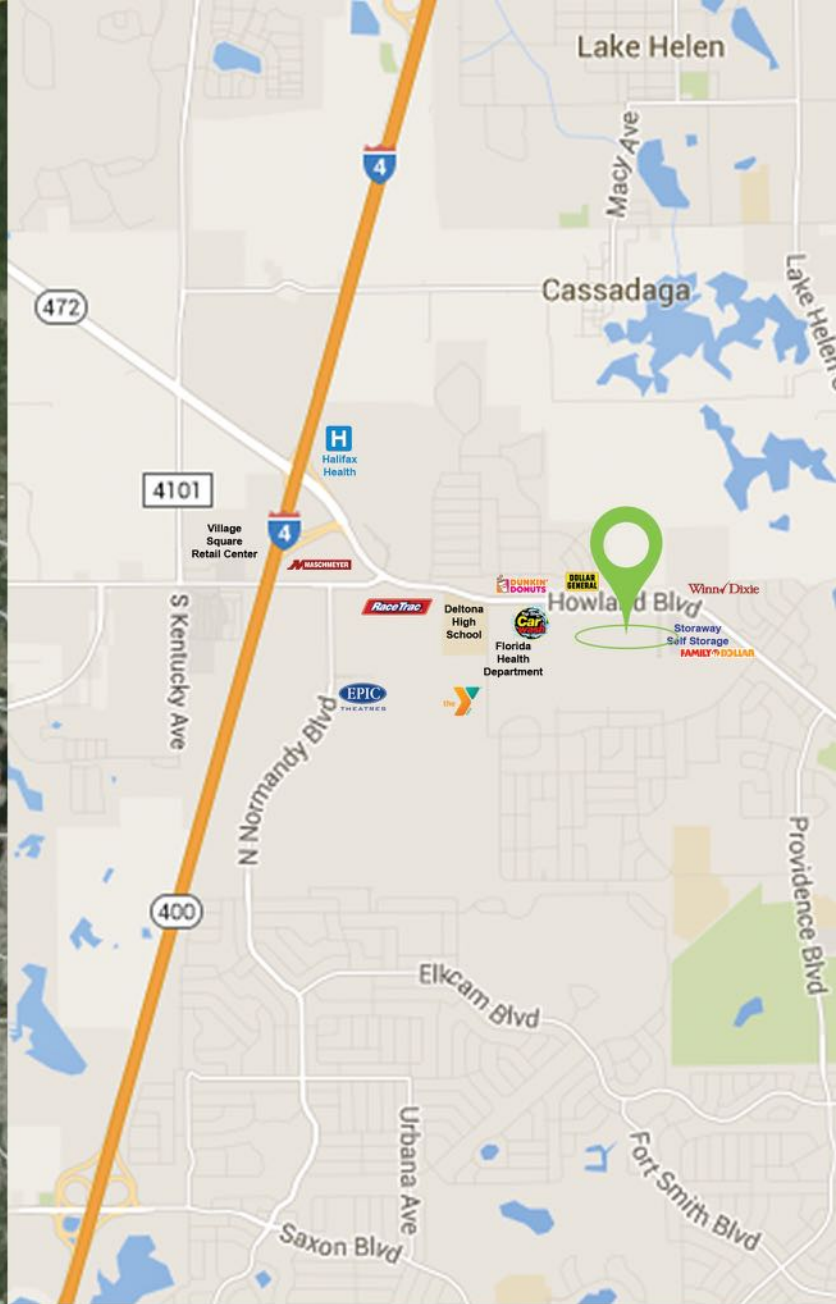 Lake Helen
4
Macy Ave
Cassadaga
Lake Helen
472
H
Halifax
Health
4101
4
Village
Square
Retail Center
MASCHMEYER
DUNKIN'
DONUTS
DOLLAR
GENERAL
Winn Dixie
Howland Blvd
RaceTrac
Deltona
High
School
Car
Wash
Florida
Health
Department
Storaway
Self Storage
FAMILY DOLLAR
S Kentucky Ave
EPIC
THEATRES
the Y
N Normandy Blvd
Providence Blvd
400
Elkcam Blvd
Urbana Ave
Fort Smith Blvd
Saxon Blvd